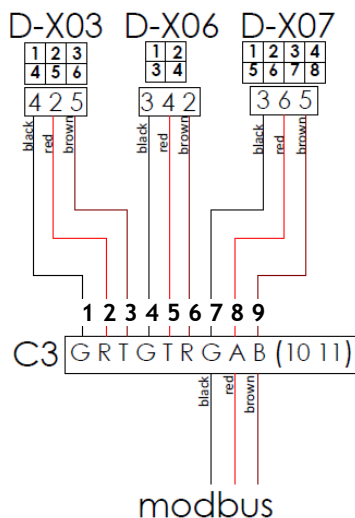 D-X03 D-X06 D-X07
1 2 3 1 2 1 2 3 4
4 5 6 3 4 5 6 7 8
4 2 5 3 4 2 3 6 5
black red brown black red brown black red brown
1 2 3 4 5 6 7 8 9
C3 G R T G T R G A B (10 11)
black red brown
modbus